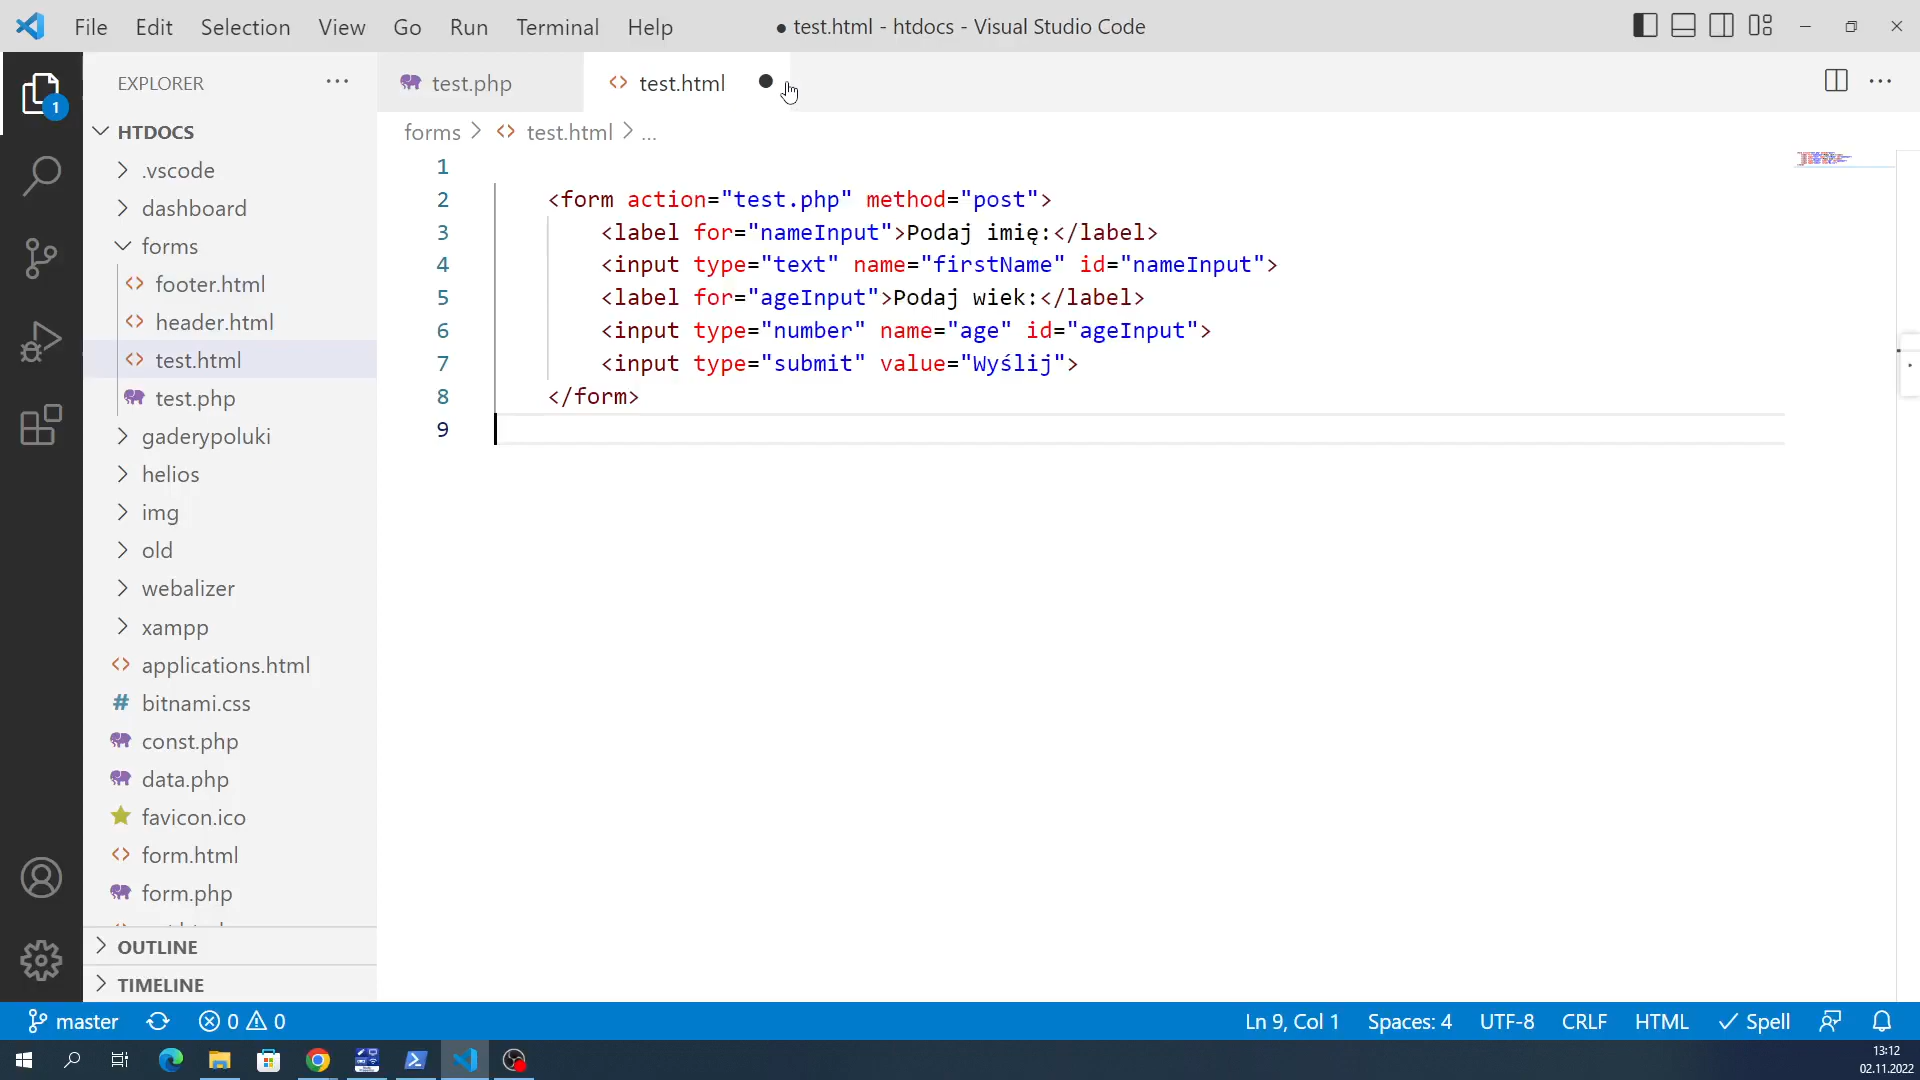 File Edit Selection View Go Run Terminal Help
● test.html - htdocs - Visual Studio Code
EXPLORER
test.php
test.html
1
HTDOCS
forms > test.html > ...
.vscode
dashboard
forms
footer.html
header.html
test.html
test.php
gaderypoluki
helios
img
old
webalizer
xampp
applications.html
bitnami.css
const.php
data.php
favicon.ico
form.html
form.php
OUTLINE
TIMELINE
1
2 <form action="test.php" method="post">
3 <label for="nameInput">Podaj imię:</label>
4 <input type="text" name="firstName" id="nameInput">
5 <label for="ageInput">Podaj wiek:</label>
6 <input type="number" name="age" id="ageInput">
7 <input type="submit" value="Wyślij">
8 </form>
9
master 0 0 Ln 9, Col 1 Spaces: 4 UTF-8 CRLF HTML Spell
13:12
02.11.2022